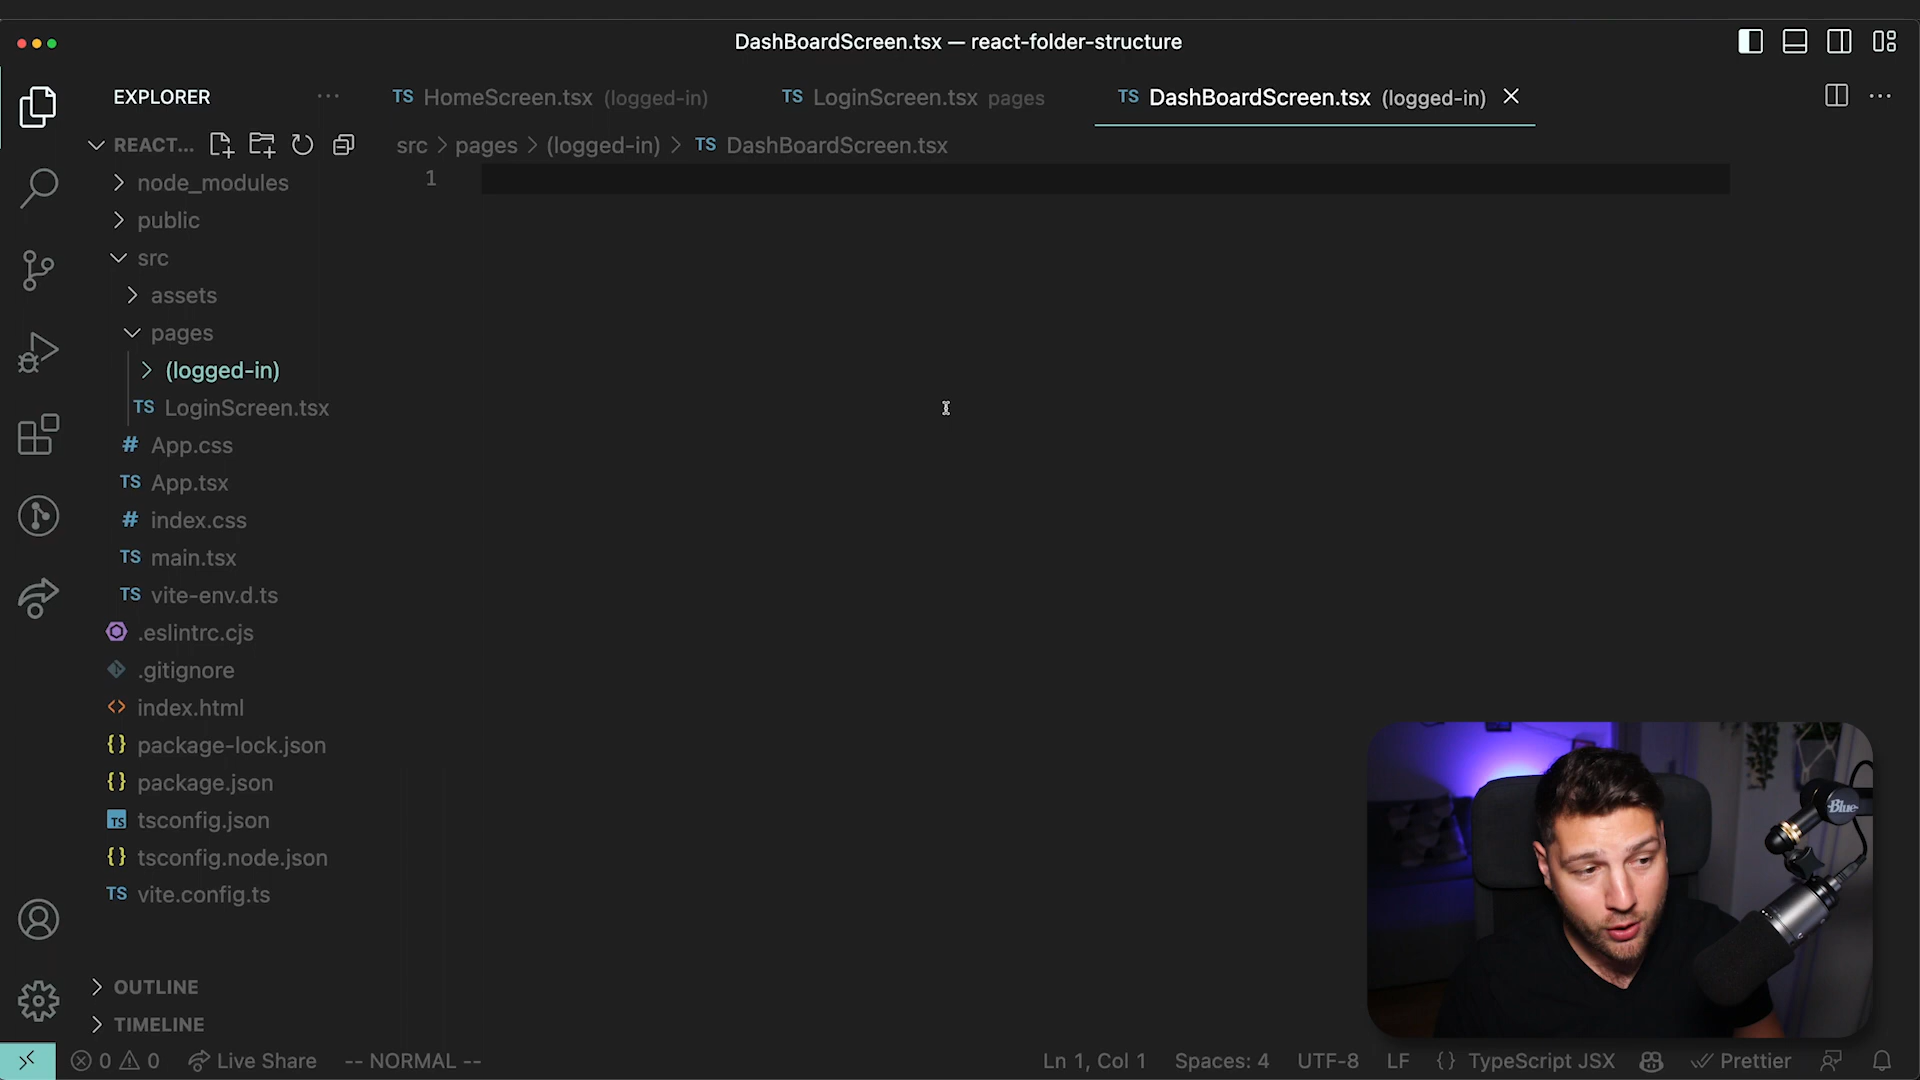 DashBoardScreen.tsx — react-folder-structure
EXPLORER
TS HomeScreen.tsx (logged-in)
TS LoginScreen.tsx pages
TS DashBoardScreen.tsx (logged-in)
REACT...
src > pages > (logged-in) > TS DashBoardScreen.tsx
1
node_modules
public
src
assets
pages
(logged-in)
TS LoginScreen.tsx
# App.css
TS App.tsx
# index.css
TS main.tsx
TS vite-env.d.ts
.eslintrc.cjs
.gitignore
<> index.html
{} package-lock.json
{} package.json
TS tsconfig.json
{} tsconfig.node.json
TS vite.config.ts
Blue
OUTLINE
TIMELINE
0 0 Live Share -- NORMAL --
Ln 1, Col 1 Spaces: 4 UTF-8 LF {} TypeScript JSX Prettier